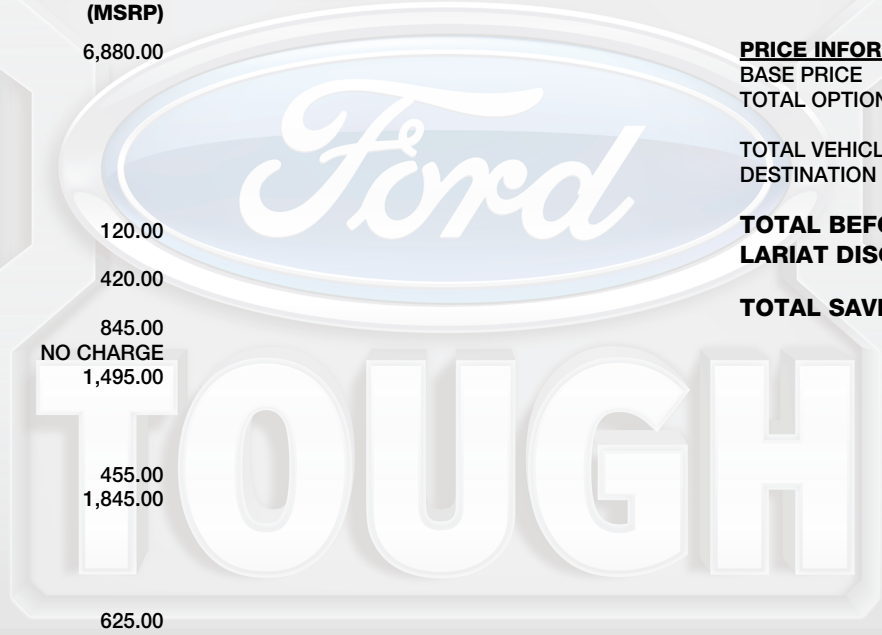 (MSRP)
6,880.00
120.00
420.00
845.00
NO CHARGE
1,495.00
455.00
1,845.00
625.00
PRICE INFOR
BASE PRICE
TOTAL OPTION
TOTAL VEHICL
DESTINATION
TOTAL BEFO
LARIAT DISC
TOTAL SAVI
Ford
TOUGH